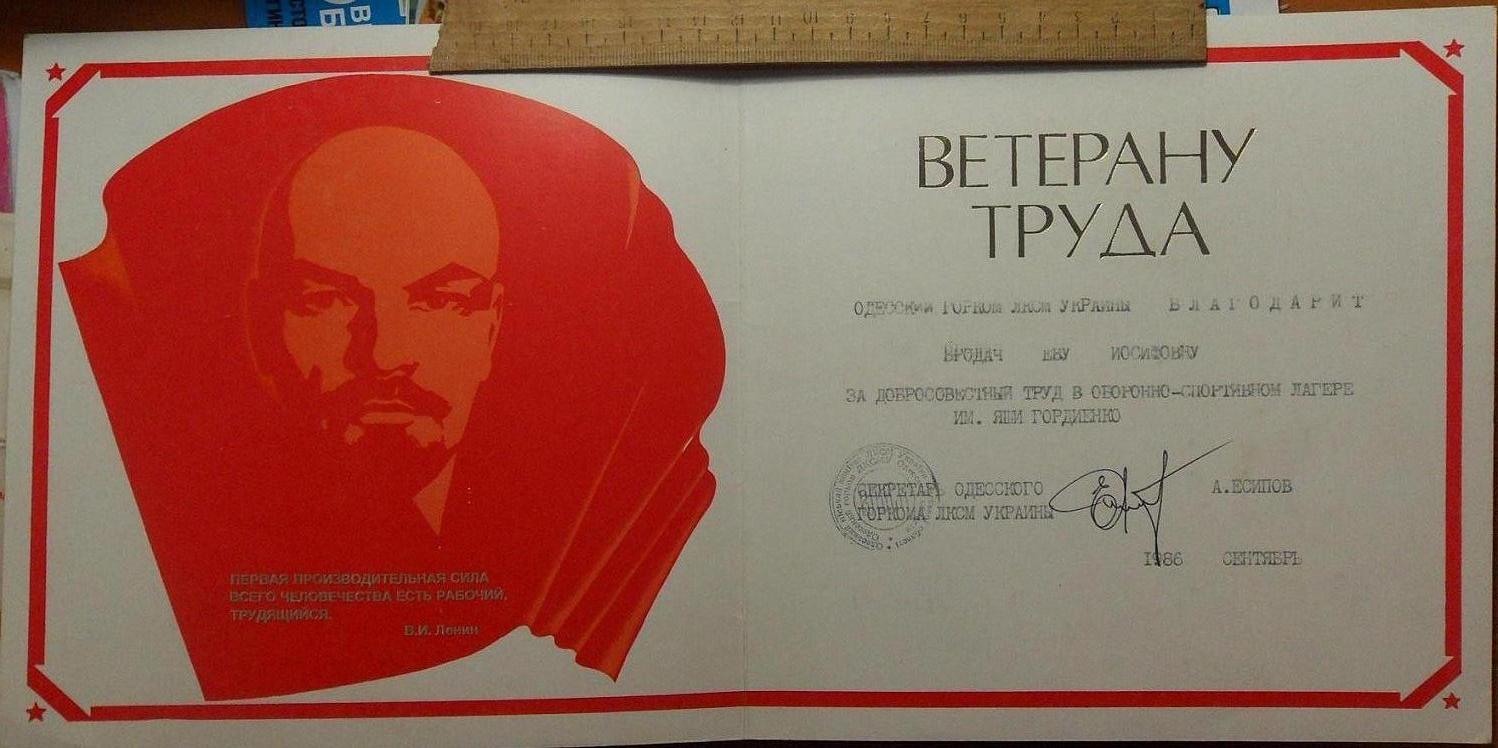 ПЕРВАЯ ПРОИЗВОДИТЕЛЬНАЯ СИЛА
ВСЕГО ЧЕЛОВЕЧЕСТВА ЕСТЬ РАБОЧИЙ,
ТРУДЯЩИЙСЯ.
В.И. Ленин
ВЕТЕРАНУ
ТРУДА
ОДЕССКИЙ ГОРКОМ ЛКСМ УКРАИНЫ Б Л А Г О Д А Р И Т
БРОДАЧ ЕВУ ИОСИФОВНУ
ЗА ДОБРОСОВЕСТНЫЙ ТРУД В ОБОРОННО-СПОРТИВНОМ ЛАГЕРЕ
ИМ. ЯШИ ГОРДИЕНКО
СЕКРЕТАРЬ ОДЕССКОГО
ГОРКОМА ЛКСМ УКРАИНЫ
А.ЕСИПОВ
1986 СЕНТЯБРЬ